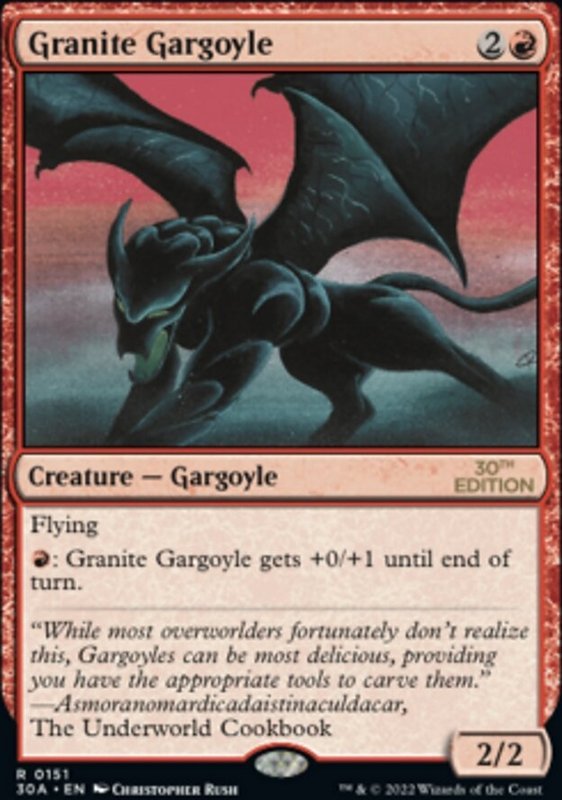 Granite Gargoyle 2
Creature — Gargoyle
30TH
EDITION
Flying
: Granite Gargoyle gets +0/+1 until end of
turn.
“While most overworlders fortunately don’t realize
this, Gargoyles can be most delicious, providing
you have the appropriate tools to carve them.”
—Asmoranomardicadaistinaculdacar,
The Underworld Cookbook
2/2
R 0151
30A • EN Christopher Rush
™ & © 2022 Wizards of the Coast